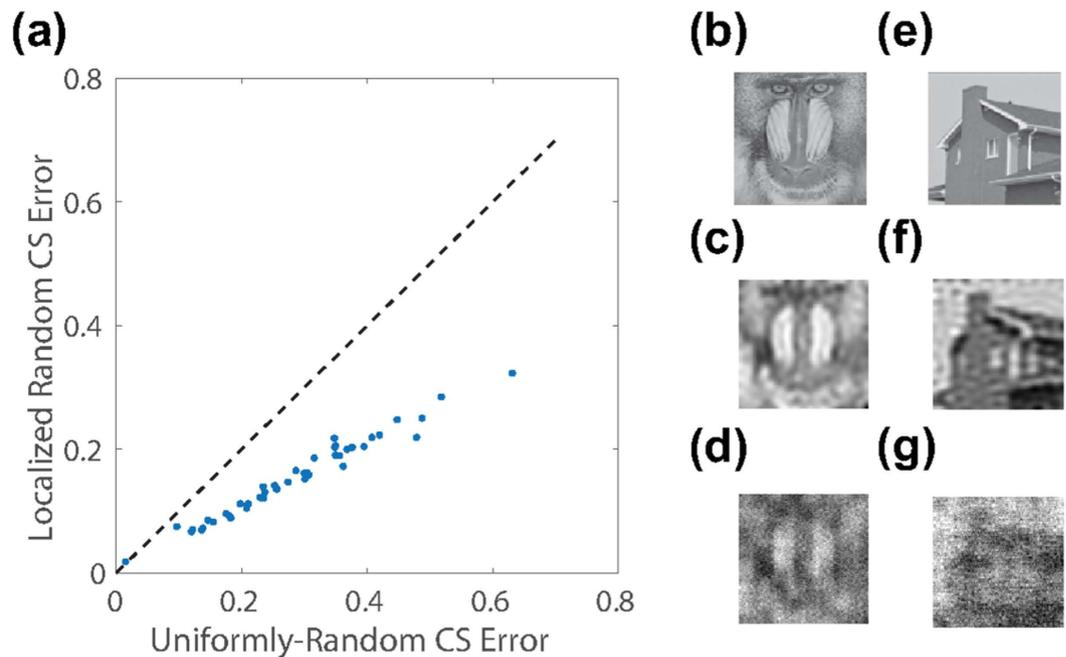 (a)
0.8
0.6
0.4
0.2
0
0
0.2
0.4
0.6
0.8
Localized Random CS Error
Uniformly-Random CS Error
(b)
(e)
(c)
(f)
(d)
(g)